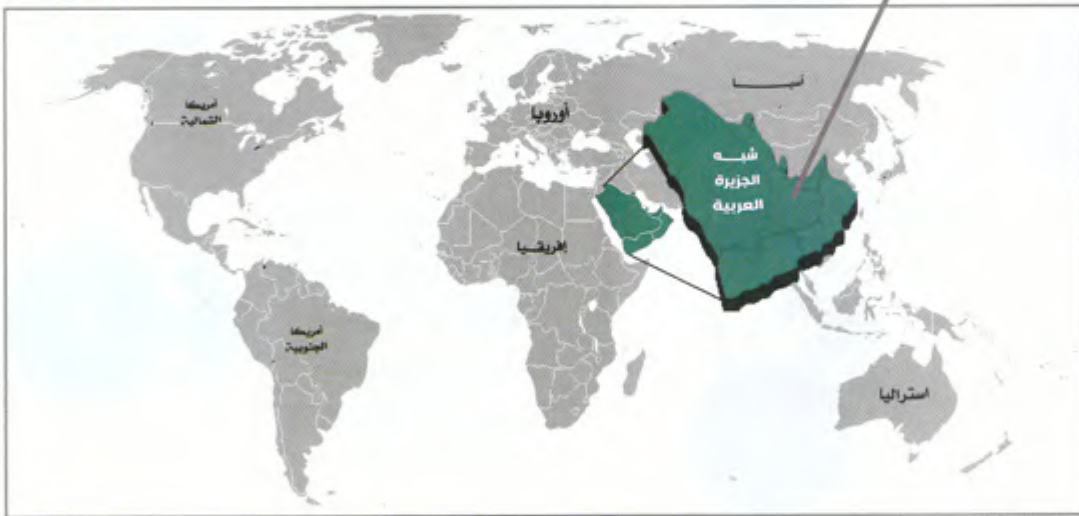 أمريكا
الشمالية
أوروبا
آسيا
شبه
الجزيرة
العربية
إفريقيا
أمريكا
الجنوبية
استراليا